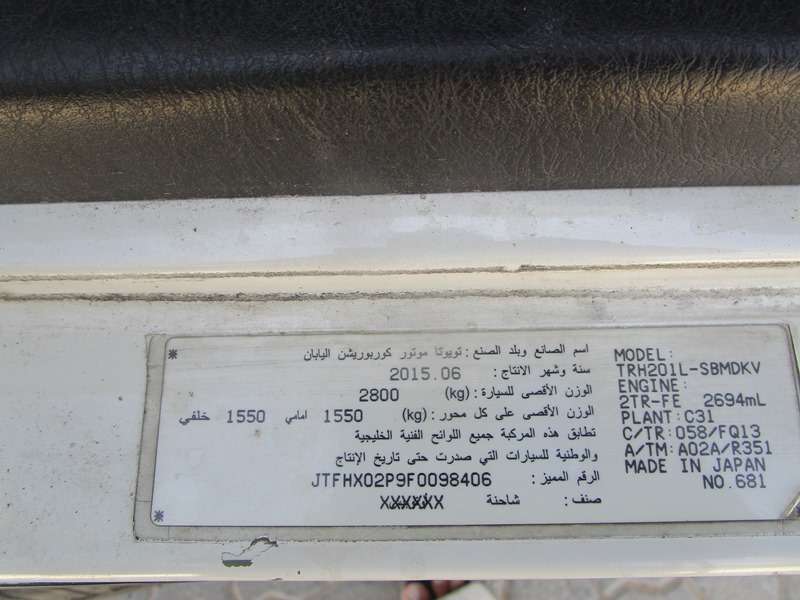 * اسم الصانع وبلد الصنع : تويوتا موتور كوربوريشن اليابان
سنة وشهر الانتاج : 2015.06
الوزن الأقصى للسيارة : (kg) 2800
الوزن الأقصى على كل محور : (kg) 1550 امامي 1550 خلفي
تطابق هذه المركبة جميع اللوائح الفنية الخليجية
والوطنية للسيارات التي صدرت حتى تاريخ الإنتاج
الرقم المميز : JTFHX02P9F0098406
* صنف : شاحنة XXXXXX
MODEL:
TRH201L-SBMDKV
ENGINE:
2TR-FE 2694mL
PLANT:C31
C/TR:058/FQ13
A/TM:A02A/R351
MADE IN JAPAN
NO.681